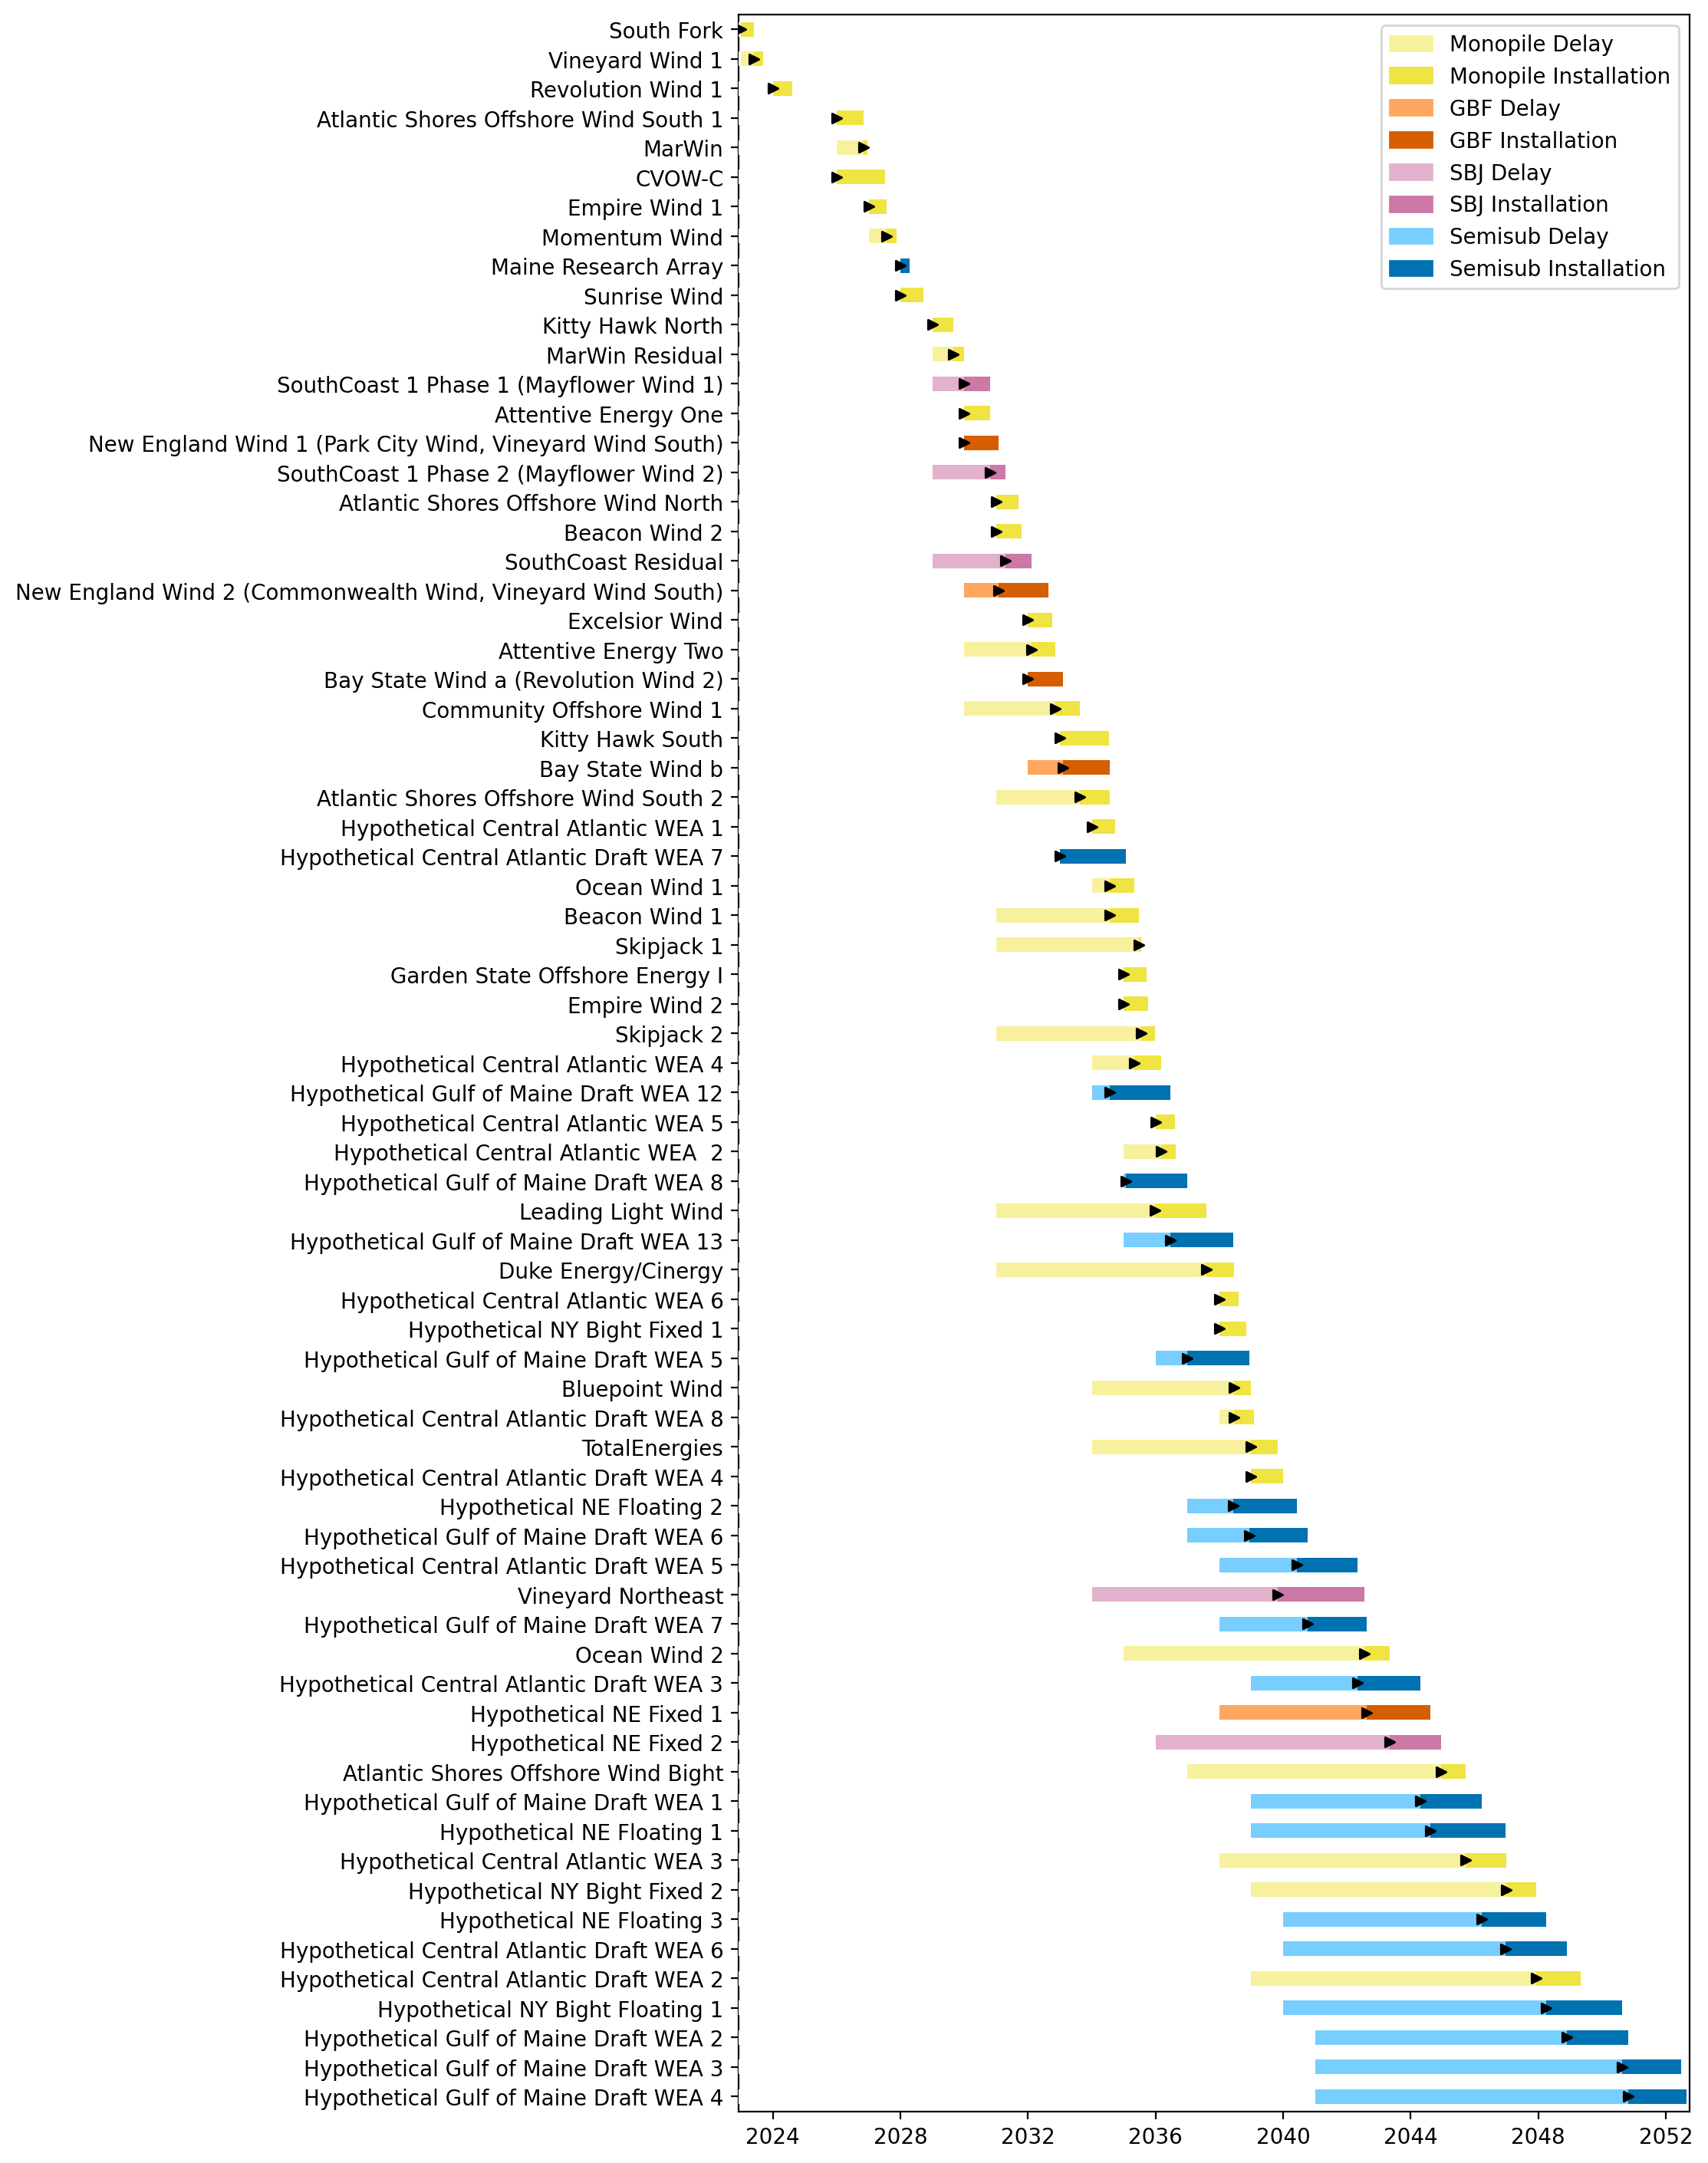 South Fork
Vineyard Wind 1
Revolution Wind 1
Atlantic Shores Offshore Wind South 1
MarWin
CVOW-C
Empire Wind 1
Momentum Wind
Maine Research Array
Sunrise Wind
Kitty Hawk North
MarWin Residual
SouthCoast 1 Phase 1 (Mayflower Wind 1)
Attentive Energy One
New England Wind 1 (Park City Wind, Vineyard Wind South)
SouthCoast 1 Phase 2 (Mayflower Wind 2)
Atlantic Shores Offshore Wind North
Beacon Wind 2
SouthCoast Residual
New England Wind 2 (Commonwealth Wind, Vineyard Wind South)
Excelsior Wind
Attentive Energy Two
Bay State Wind a (Revolution Wind 2)
Community Offshore Wind 1
Kitty Hawk South
Bay State Wind b
Atlantic Shores Offshore Wind South 2
Hypothetical Central Atlantic WEA 1
Hypothetical Central Atlantic Draft WEA 7
Ocean Wind 1
Beacon Wind 1
Skipjack 1
Garden State Offshore Energy I
Empire Wind 2
Skipjack 2
Hypothetical Central Atlantic WEA 4
Hypothetical Gulf of Maine Draft WEA 12
Hypothetical Central Atlantic WEA 5
Hypothetical Central Atlantic WEA  2
Hypothetical Gulf of Maine Draft WEA 8
Leading Light Wind
Hypothetical Gulf of Maine Draft WEA 13
Duke Energy/Cinergy
Hypothetical Central Atlantic WEA 6
Hypothetical NY Bight Fixed 1
Hypothetical Gulf of Maine Draft WEA 5
Bluepoint Wind
Hypothetical Central Atlantic Draft WEA 8
TotalEnergies
Hypothetical Central Atlantic Draft WEA 4
Hypothetical NE Floating 2
Hypothetical Gulf of Maine Draft WEA 6
Hypothetical Central Atlantic Draft WEA 5
Vineyard Northeast
Hypothetical Gulf of Maine Draft WEA 7
Ocean Wind 2
Hypothetical Central Atlantic Draft WEA 3
Hypothetical NE Fixed 1
Hypothetical NE Fixed 2
Atlantic Shores Offshore Wind Bight
Hypothetical Gulf of Maine Draft WEA 1
Hypothetical NE Floating 1
Hypothetical Central Atlantic WEA 3
Hypothetical NY Bight Fixed 2
Hypothetical NE Floating 3
Hypothetical Central Atlantic Draft WEA 6
Hypothetical Central Atlantic Draft WEA 2
Hypothetical NY Bight Floating 1
Hypothetical Gulf of Maine Draft WEA 2
Hypothetical Gulf of Maine Draft WEA 3
Hypothetical Gulf of Maine Draft WEA 4
Monopile Delay
Monopile Installation
GBF Delay
GBF Installation
SBJ Delay
SBJ Installation
Semisub Delay
Semisub Installation
2024 2028 2032 2036 2040 2044 2048 2052